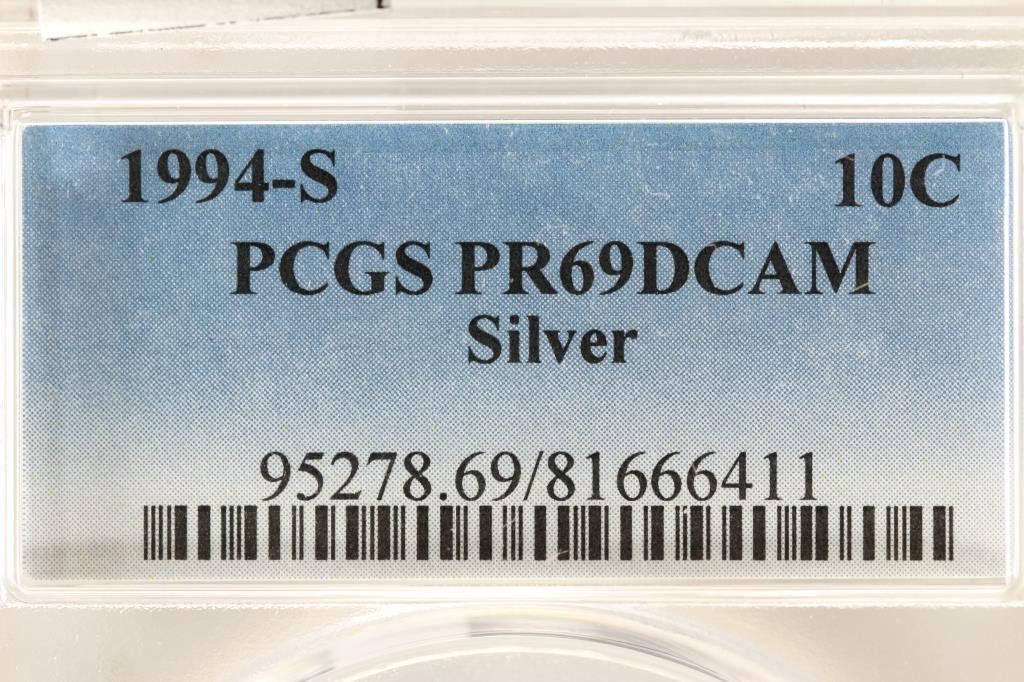 1994-S 10C
PCGS PR69DCAM
Silver
95278.69/81666411